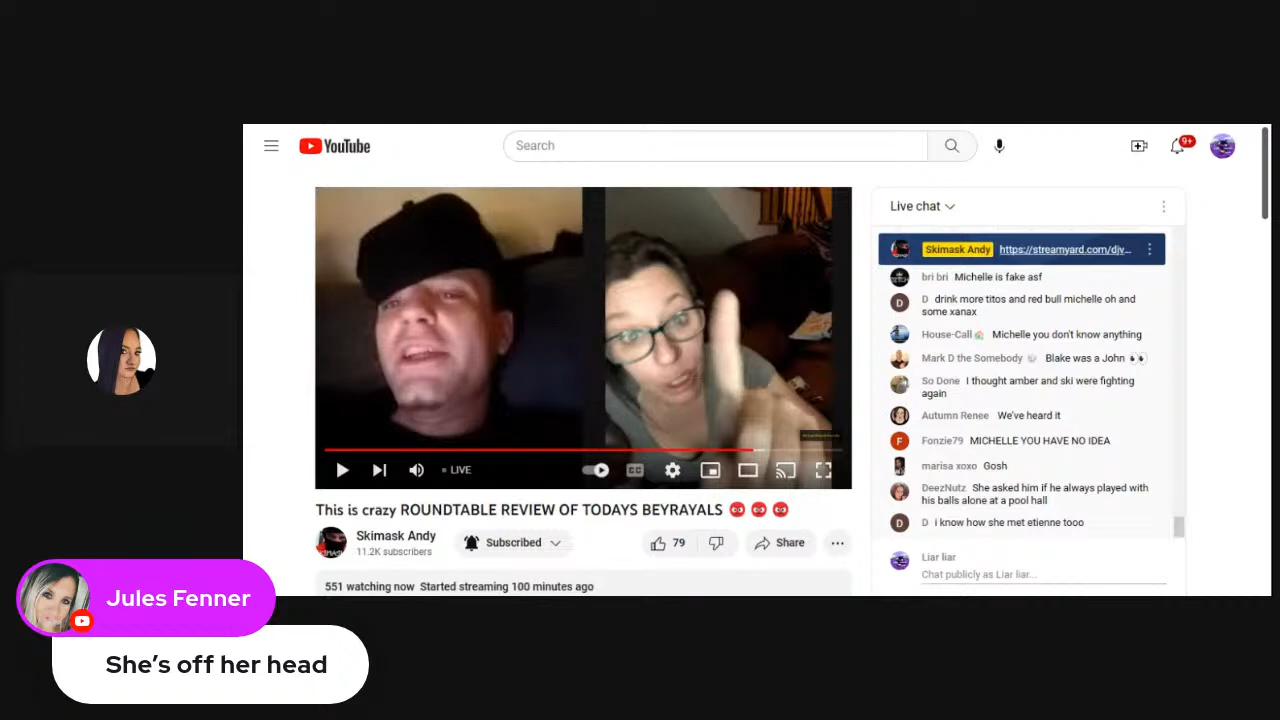 YouTube
Search
9+
Live chat
Skimask Andy https://streamyard.com/djv...
bri bri Michelle is fake asf
D D drink more titos and red bull michelle oh and
some xanax
House-Call Michelle you don't know anything
Mark D the Somebody Blake was a John
So Done I thought amber and ski were fighting
again
Autumn Renee We've heard it
F Fonzie79 MICHELLE YOU HAVE NO IDEA
marisa xoxo Gosh
DeezNutz She asked him if he always played with
his balls alone at a pool hall
D D i know how she met etienne tooo
Liar liar
Chat publicly as Liar liar...
LIVE
CC
This is crazy ROUNDTABLE REVIEW OF TODAYS BEYRAYALS
Skimask Andy
11.2K subscribers
Subscribed
79
Share
551 watching now Started streaming 100 minutes ago
Jules Fenner
She's off her head